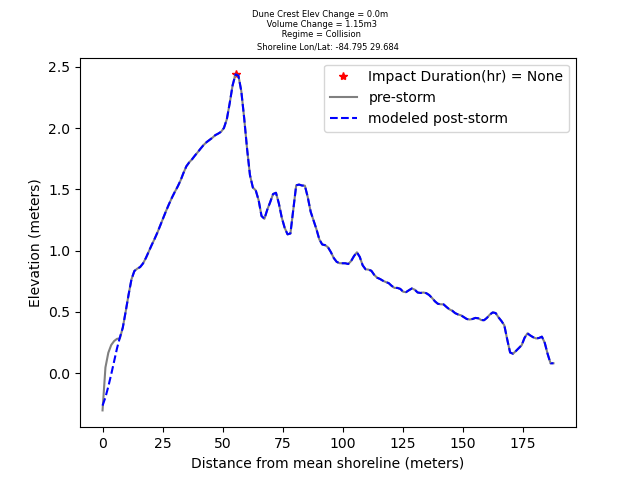 Dune Crest Elev Change = 0.0m
Volume Change = 1.15m3
Regime = Collision
Shoreline Lon/Lat: -84.795 29.684
Impact Duration(hr) = None
pre-storm
modeled post-storm
Elevation (meters)
2.5
2.0
1.5
1.0
0.5
0.0
0 25 50 75 100 125 150 175
Distance from mean shoreline (meters)